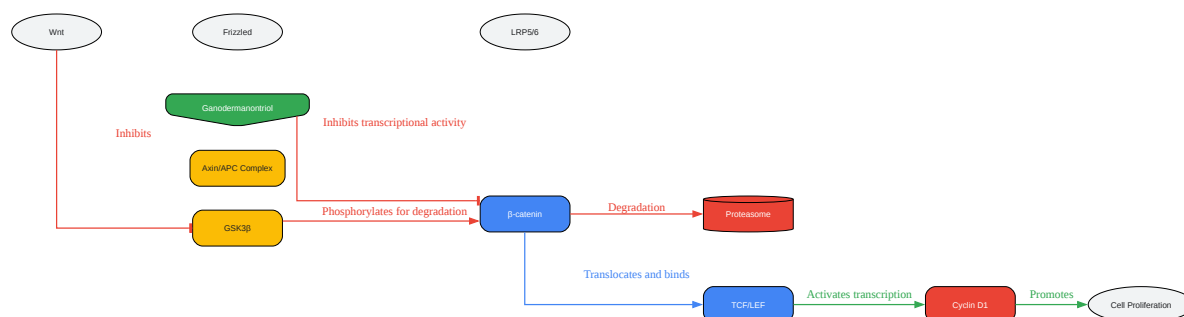 Wnt
Frizzled
LRP5/6
Ganodermanontriol
Inhibits
Inhibits transcriptional activity
Axin/APC Complex
Phosphorylates for degradation
β-catenin
Degradation
Proteasome
GSK3β
Translocates and binds
TCF/LEF
Activates transcription
Cyclin D1
Promotes
Cell Proliferation